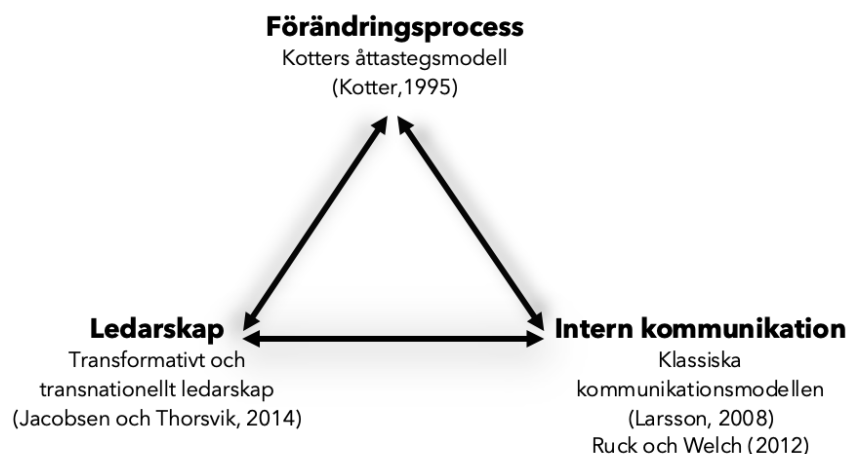 Förändringsprocess
Kotters åttastegsmodell
(Kotter,1995)
Ledarskap
Transformativt och
transnationellt ledarskap
(Jacobsen och Thorsvik, 2014)
Intern kommunikation
Klassiska
kommunikationsmodellen
(Larsson, 2008)
Ruck och Welch (2012)